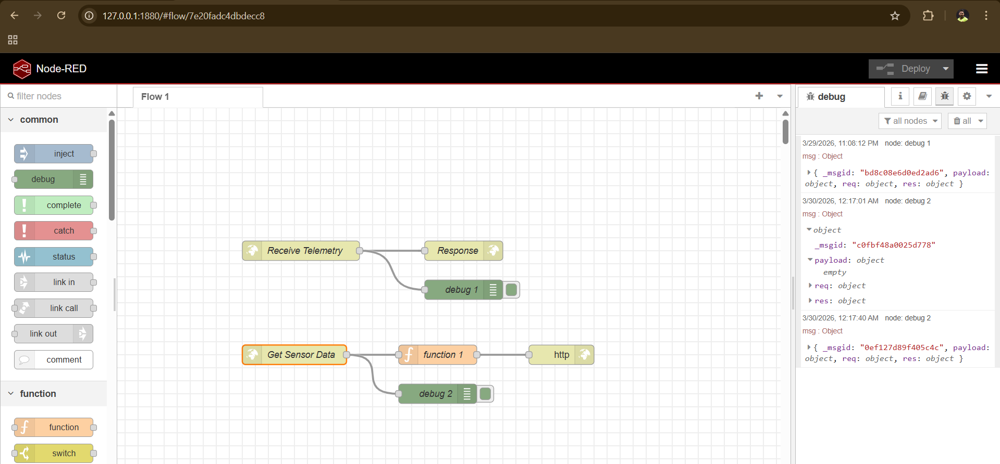 127.0.0.1:1880/#flow/7e20fadc4dbdecc8
Node-RED
Deploy
filter nodes
Flow 1
debug
all nodes
all
common
inject
debug
complete
catch
status
link in
link call
link out
comment
function
function
switch
Receive Telemetry
Response
debug 1
Get Sensor Data
function 1
http
debug 2
3/29/2026, 11:08:12 PM node: debug 1
msg : Object
{ _msgid: "bd8c08e6d0ed2ad6", payload:
object, req: object, res: object }
3/30/2026, 12:17:01 AM node: debug 2
msg : Object
object
_msgid: "c0fbf48a0025d778"
payload: object
empty
req: object
res: object
3/30/2026, 12:17:40 AM node: debug 2
msg : Object
{ _msgid: "0ef127d89f405c4c", payload:
object, req: object, res: object }